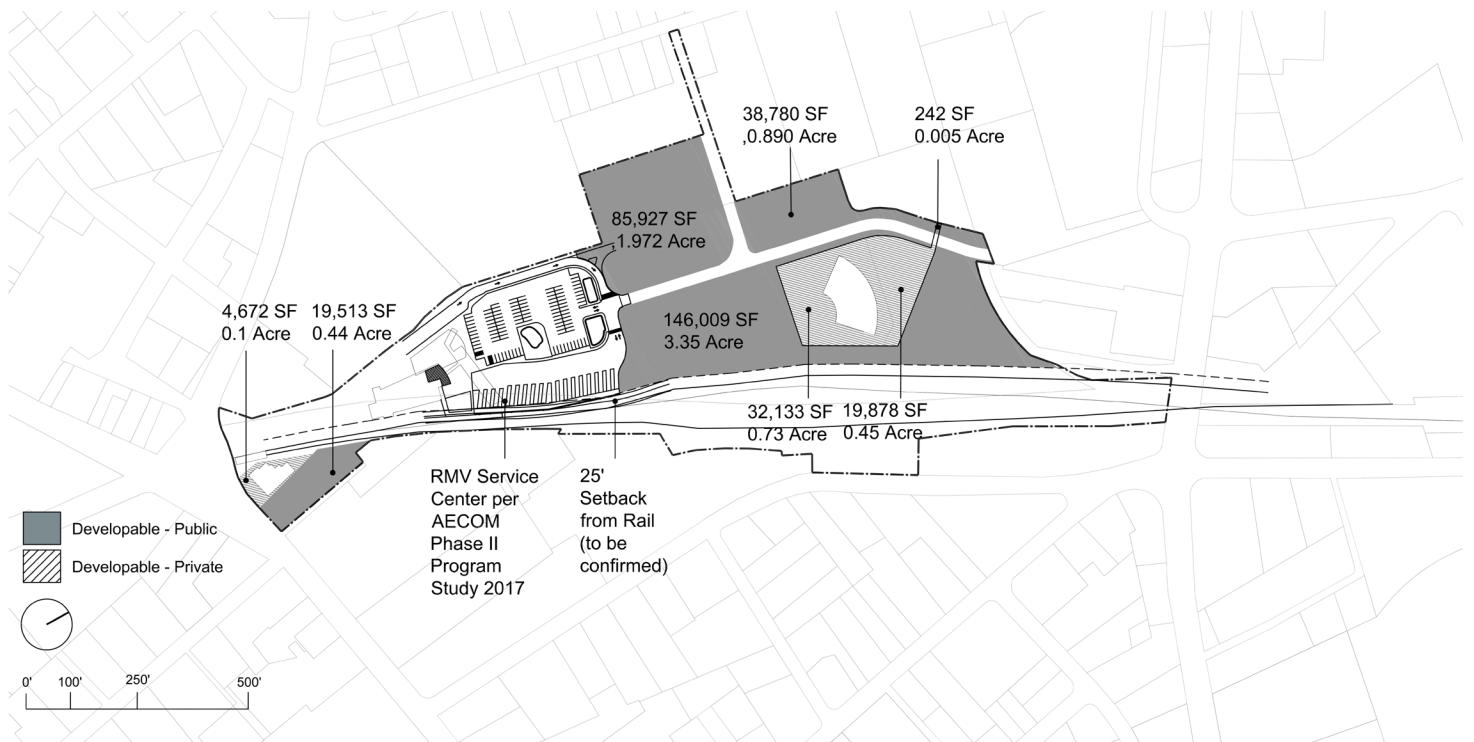 38,780 SF
,0.890 Acre
242 SF
0.005 Acre
85,927 SF
1.972 Acre
4,672 SF
0.1 Acre
19,513 SF
0.44 Acre
146,009 SF
3.35 Acre
32,133 SF
0.73 Acre
19,878 SF
0.45 Acre
RMV Service
Center per
AECOM
Phase II
Program
Study 2017
25'
Setback
from Rail
(to be
confirmed)
Developable - Public
Developable - Private
0' 100' 250' 500'